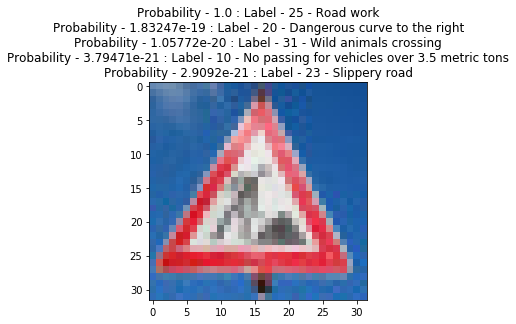 Probability - 1.0 : Label - 25 - Road work
Probability - 1.83247e-19 : Label - 20 - Dangerous curve to the right
Probability - 1.05772e-20 : Label - 31 - Wild animals crossing
Probability - 3.79471e-21 : Label - 10 - No passing for vehicles over 3.5 metric tons
Probability - 2.9092e-21 : Label - 23 - Slippery road
0
5
10
15
20
25
30
0 5 10 15 20 25 30